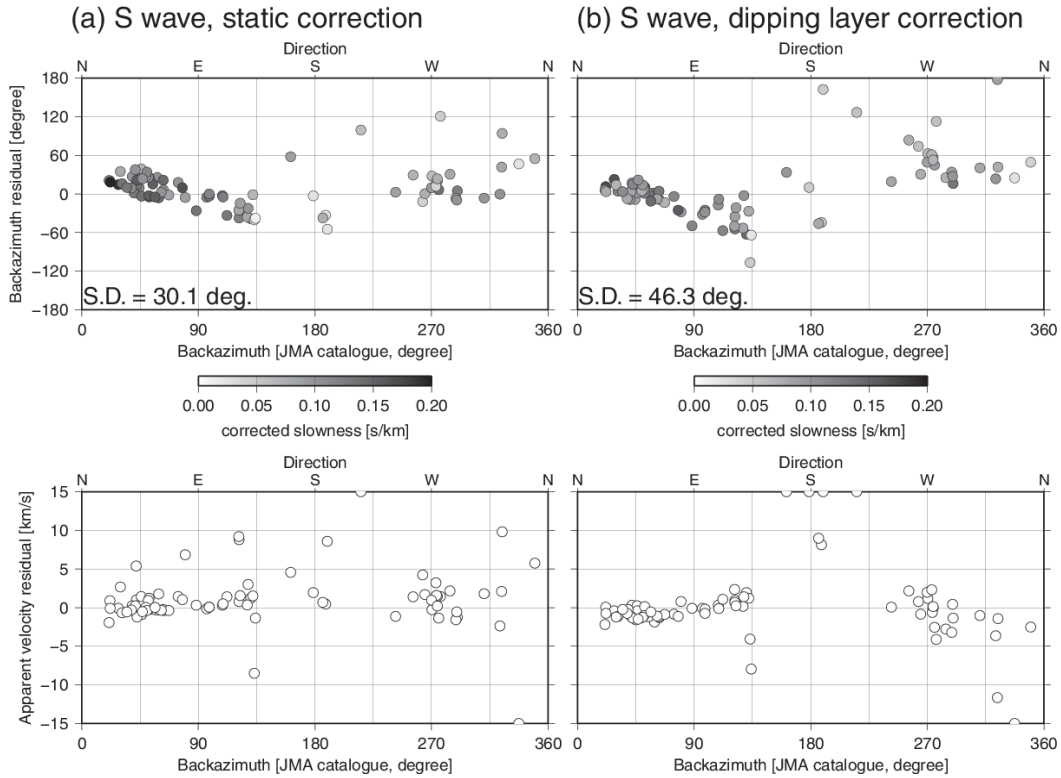 (a) S wave, static correction
(b) S wave, dipping layer correction
Direction
N E S W N
Direction
N E S W N
Backazimuth residual [degree]
180
120
60
0
−60
−120
−180
S.D. = 30.1 deg.
S.D. = 46.3 deg.
0 90 180 270 360
0 90 180 270 360
Backazimuth [JMA catalogue, degree]
Backazimuth [JMA catalogue, degree]
0.00 0.05 0.10 0.15 0.20
0.00 0.05 0.10 0.15 0.20
corrected slowness [s/km]
corrected slowness [s/km]
Direction
N E S W N
Direction
N E S W N
Apparent velocity residual [km/s]
15
10
5
0
−5
−10
−15
0 90 180 270 360
0 90 180 270 360
Backazimuth [JMA catalogue, degree]
Backazimuth [JMA catalogue, degree]